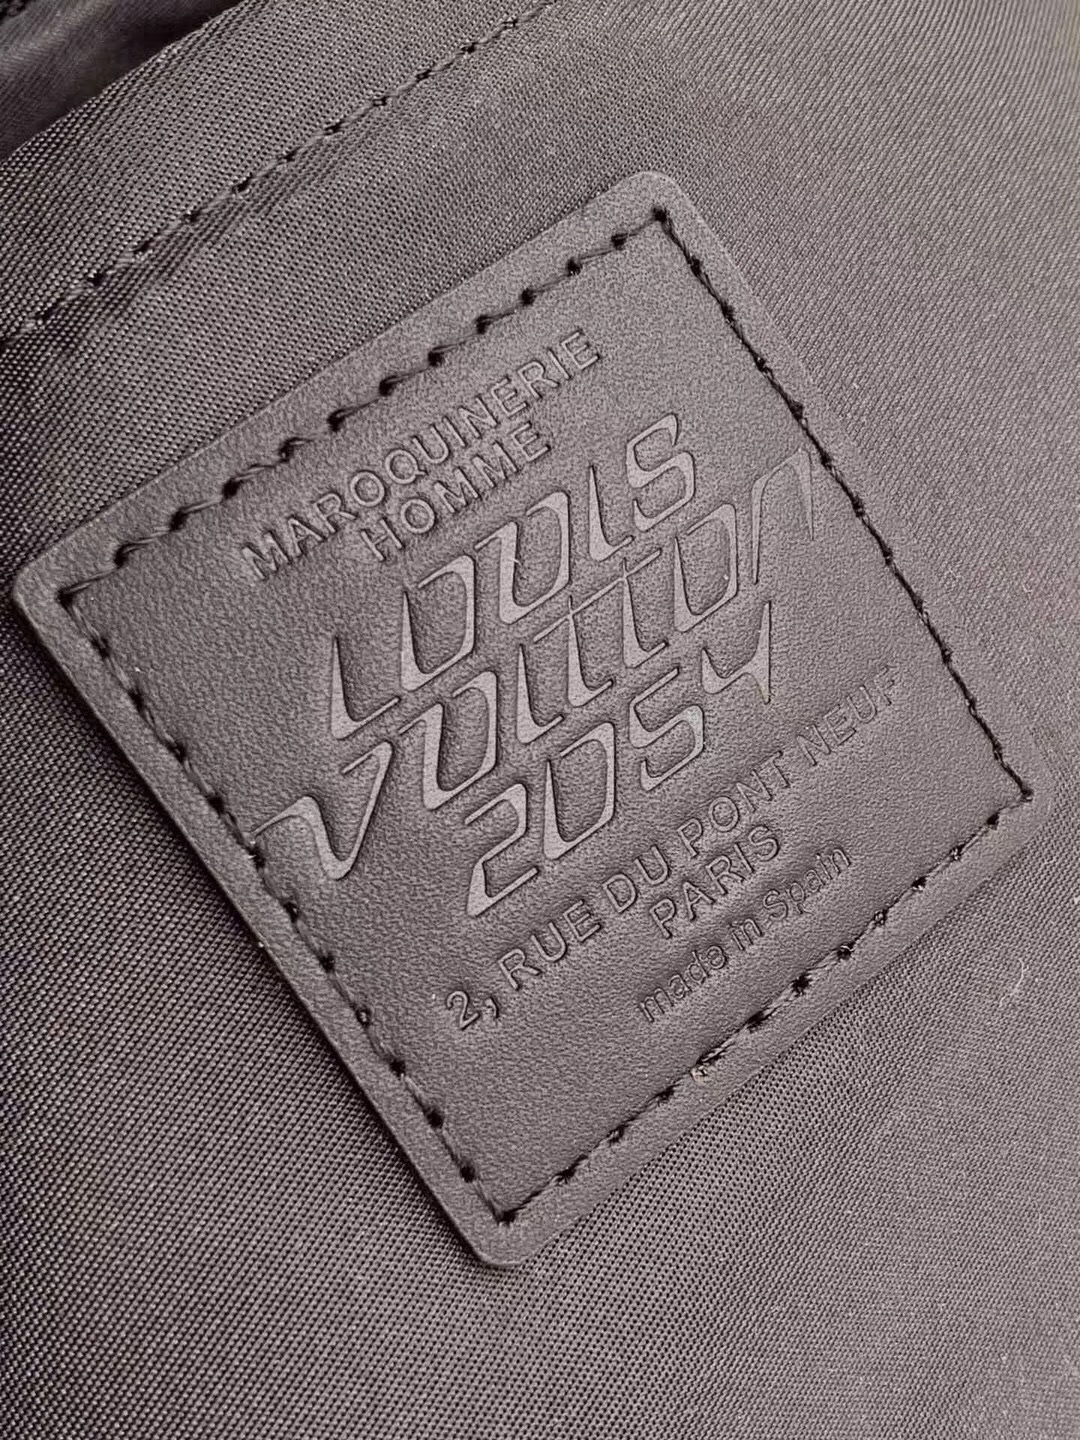 MAROQUINERIE
HOMME
LOUIS
VUITTON
2054
2, RUE DU PONT NEUF
PARIS
made in Spain